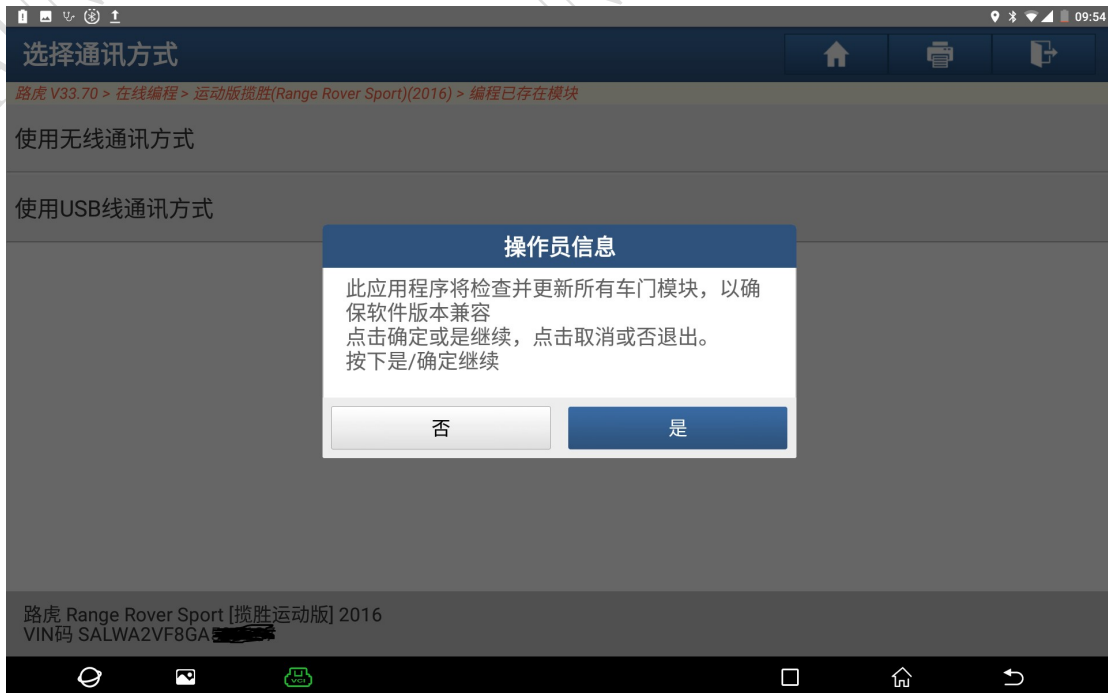 09:54
选择通讯方式
路虎 V33.70 > 在线编程 > 运动版揽胜(Range Rover Sport)(2016) > 编程已存在模块
使用无线通讯方式
使用USB线通讯方式
操作员信息
此应用程序将检查并更新所有车门模块，以确
保软件版本兼容
点击确定或是继续，点击取消或否退出。
按下是/确定继续
否
是
路虎 Range Rover Sport [揽胜运动版] 2016
VIN码 SALWA2VF8GA
VCI